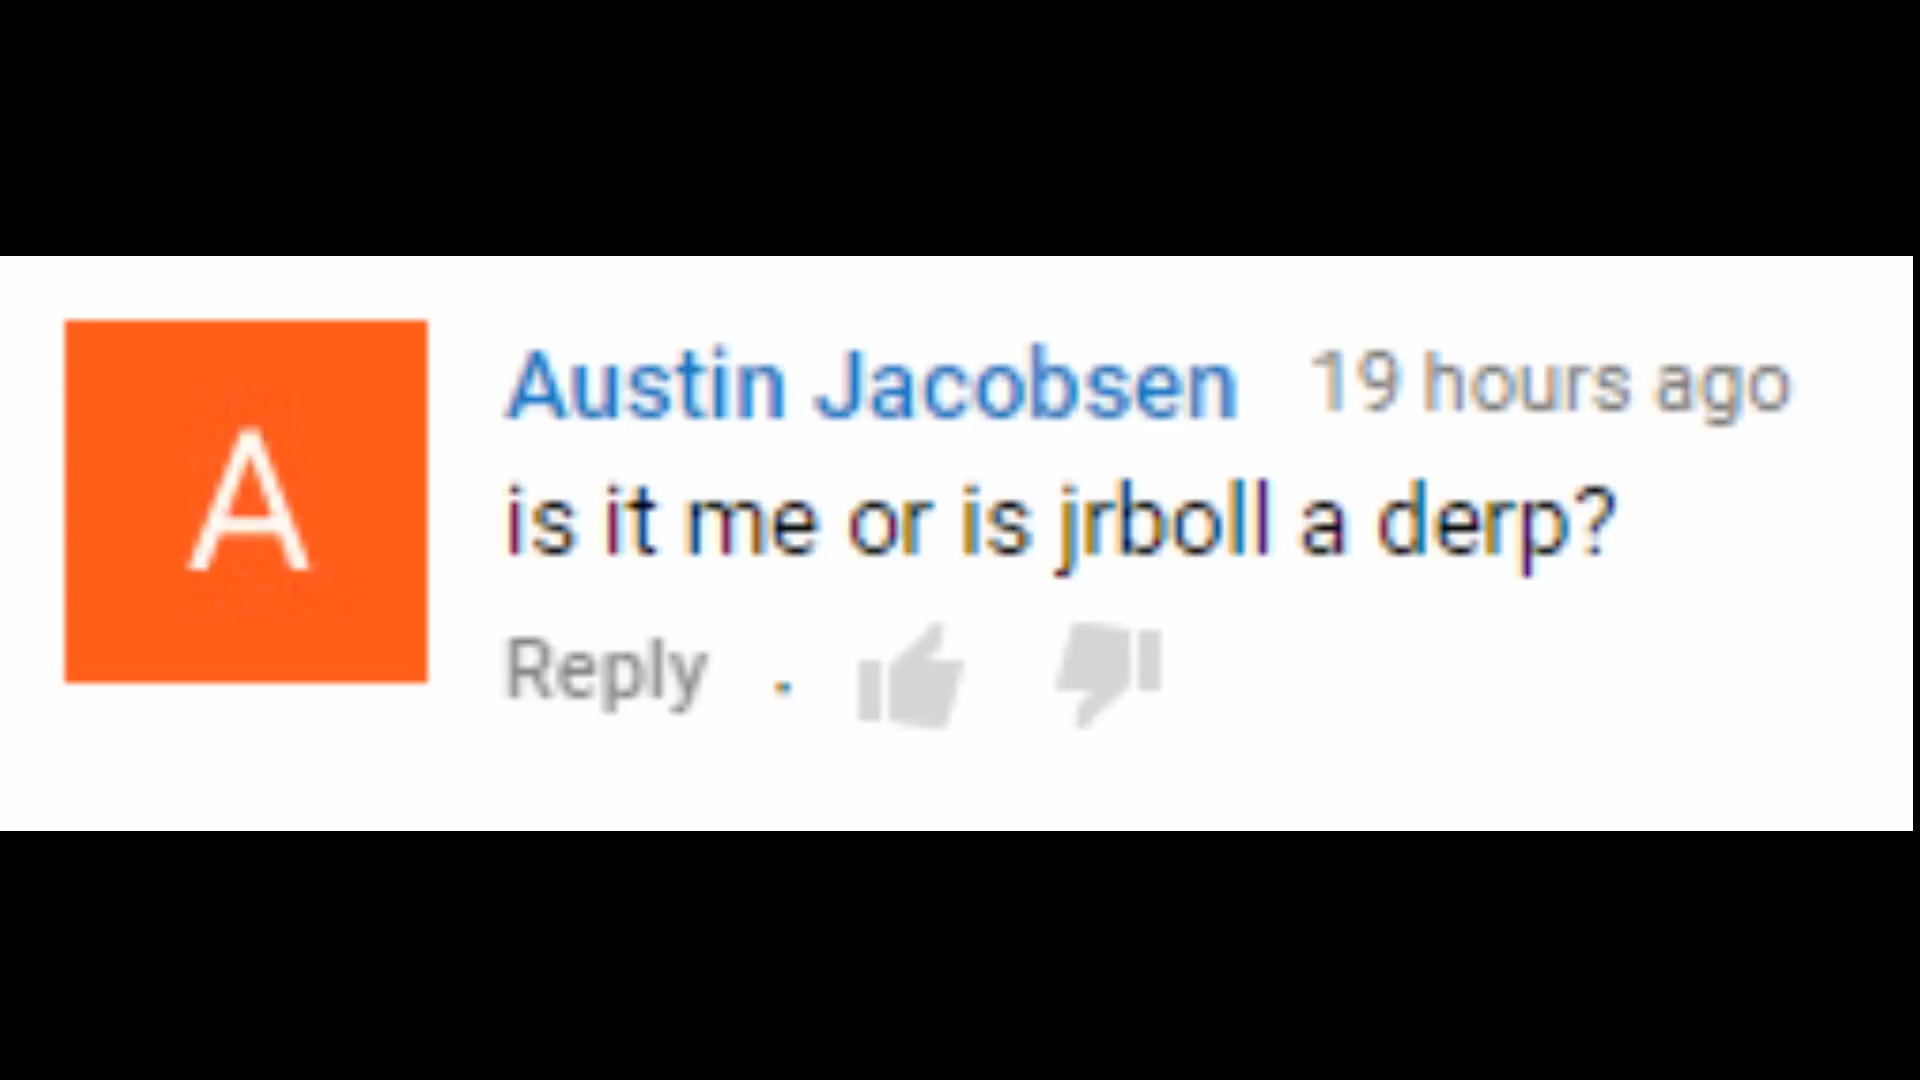 A
Austin Jacobsen 19 hours ago
is it me or is jrboll a derp?
Reply .